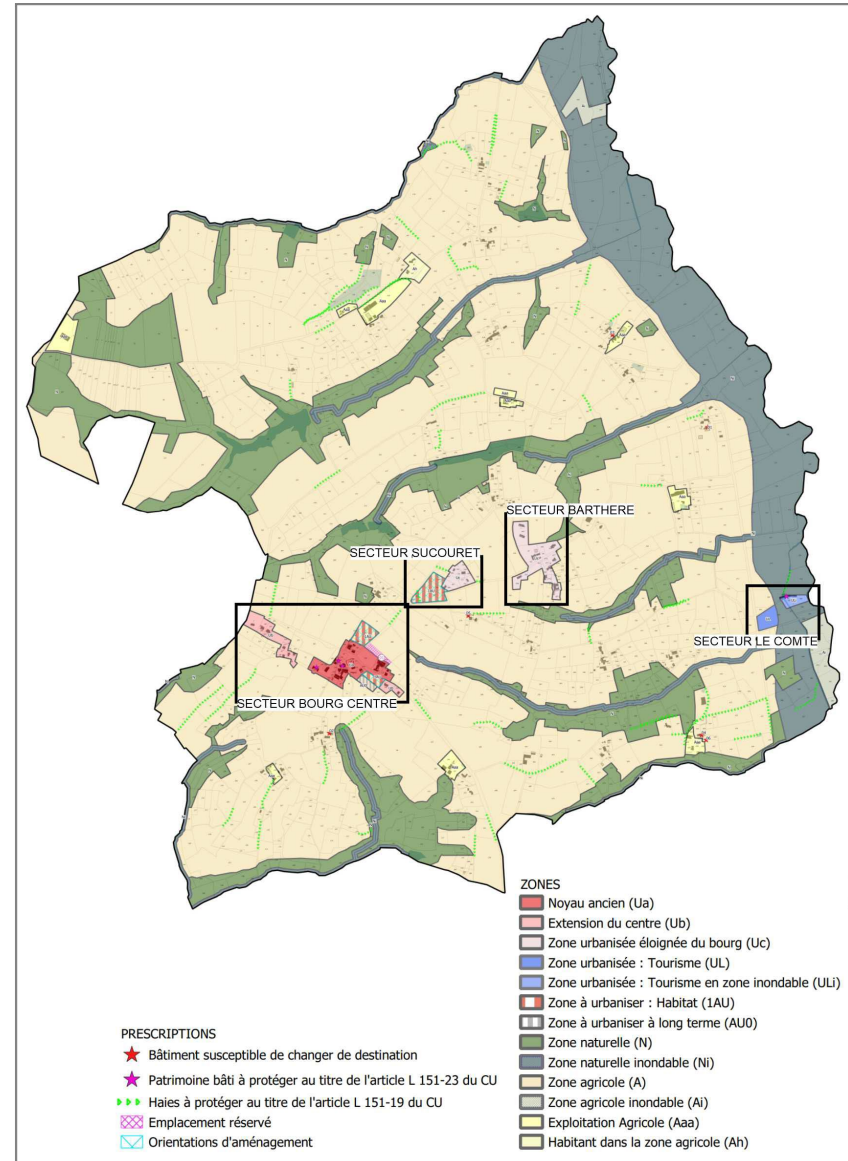 SECTEUR BARTHERE
SECTEUR SUCOURET
SECTEUR LE COMTE
SECTEUR BOURG CENTRE
ZONES
Noyau ancien (Ua)
Extension du centre (Ub)
Zone urbanisée éloignée du bourg (Uc)
Zone urbanisée : Tourisme (UL)
Zone urbanisée : Tourisme en zone inondable (ULi)
Zone à urbaniser : Habitat (1AU)
Zone à urbaniser à long terme (AU0)
Zone naturelle (N)
Zone naturelle inondable (Ni)
Zone agricole (A)
Zone agricole inondable (Ai)
Exploitation Agricole (Aaa)
Habitant dans la zone agricole (Ah)
PRESCRIPTIONS
Bâtiment susceptible de changer de destination
Patrimoine bâti à protéger au titre de l'article L 151-23 du CU
Haies à protéger au titre de l'article L 151-19 du CU
Emplacement réservé
Orientations d'aménagement